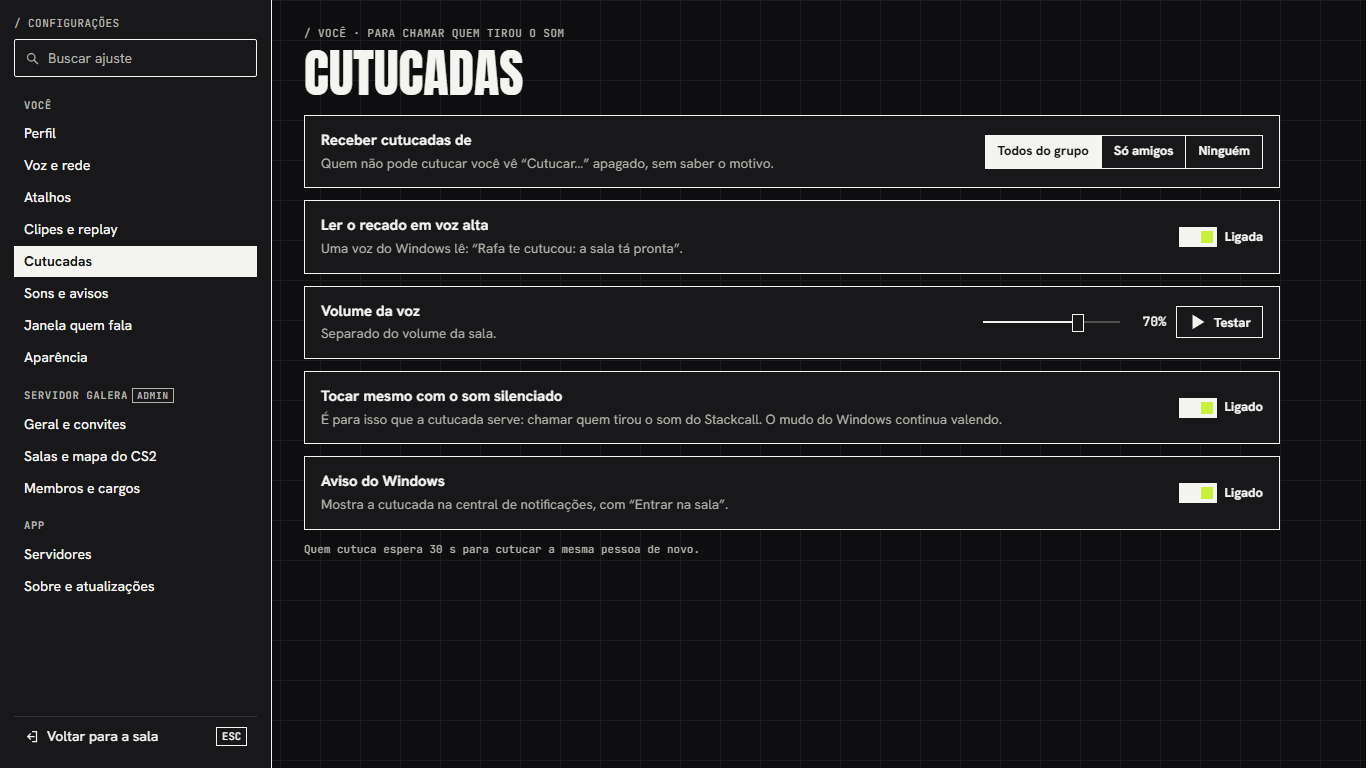 / CONFIGURAÇÕES
Buscar ajuste
VOCÊ
Perfil
Voz e rede
Atalhos
Clipes e replay
Cutucadas
Sons e avisos
Janela quem fala
Aparência
SERVIDOR GALERA ADMIN
Geral e convites
Salas e mapa do CS2
Membros e cargos
APP
Servidores
Sobre e atualizações
Voltar para a sala ESC
/ VOCÊ · PARA CHAMAR QUEM TIROU O SOM
CUTUCADAS
Receber cutucadas de
Quem não pode cutucar você vê “Cutucar…” apagado, sem saber o motivo.
Todos do grupo Só amigos Ninguém
Ler o recado em voz alta
Uma voz do Windows lê: “Rafa te cutucou: a sala tá pronta”.
Ligada
Volume da voz
Separado do volume da sala.
70% Testar
Tocar mesmo com o som silenciado
É para isso que a cutucada serve: chamar quem tirou o som do Stackcall. O mudo do Windows continua valendo.
Ligado
Aviso do Windows
Mostra a cutucada na central de notificações, com “Entrar na sala”.
Ligado
Quem cutuca espera 30 s para cutucar a mesma pessoa de novo.